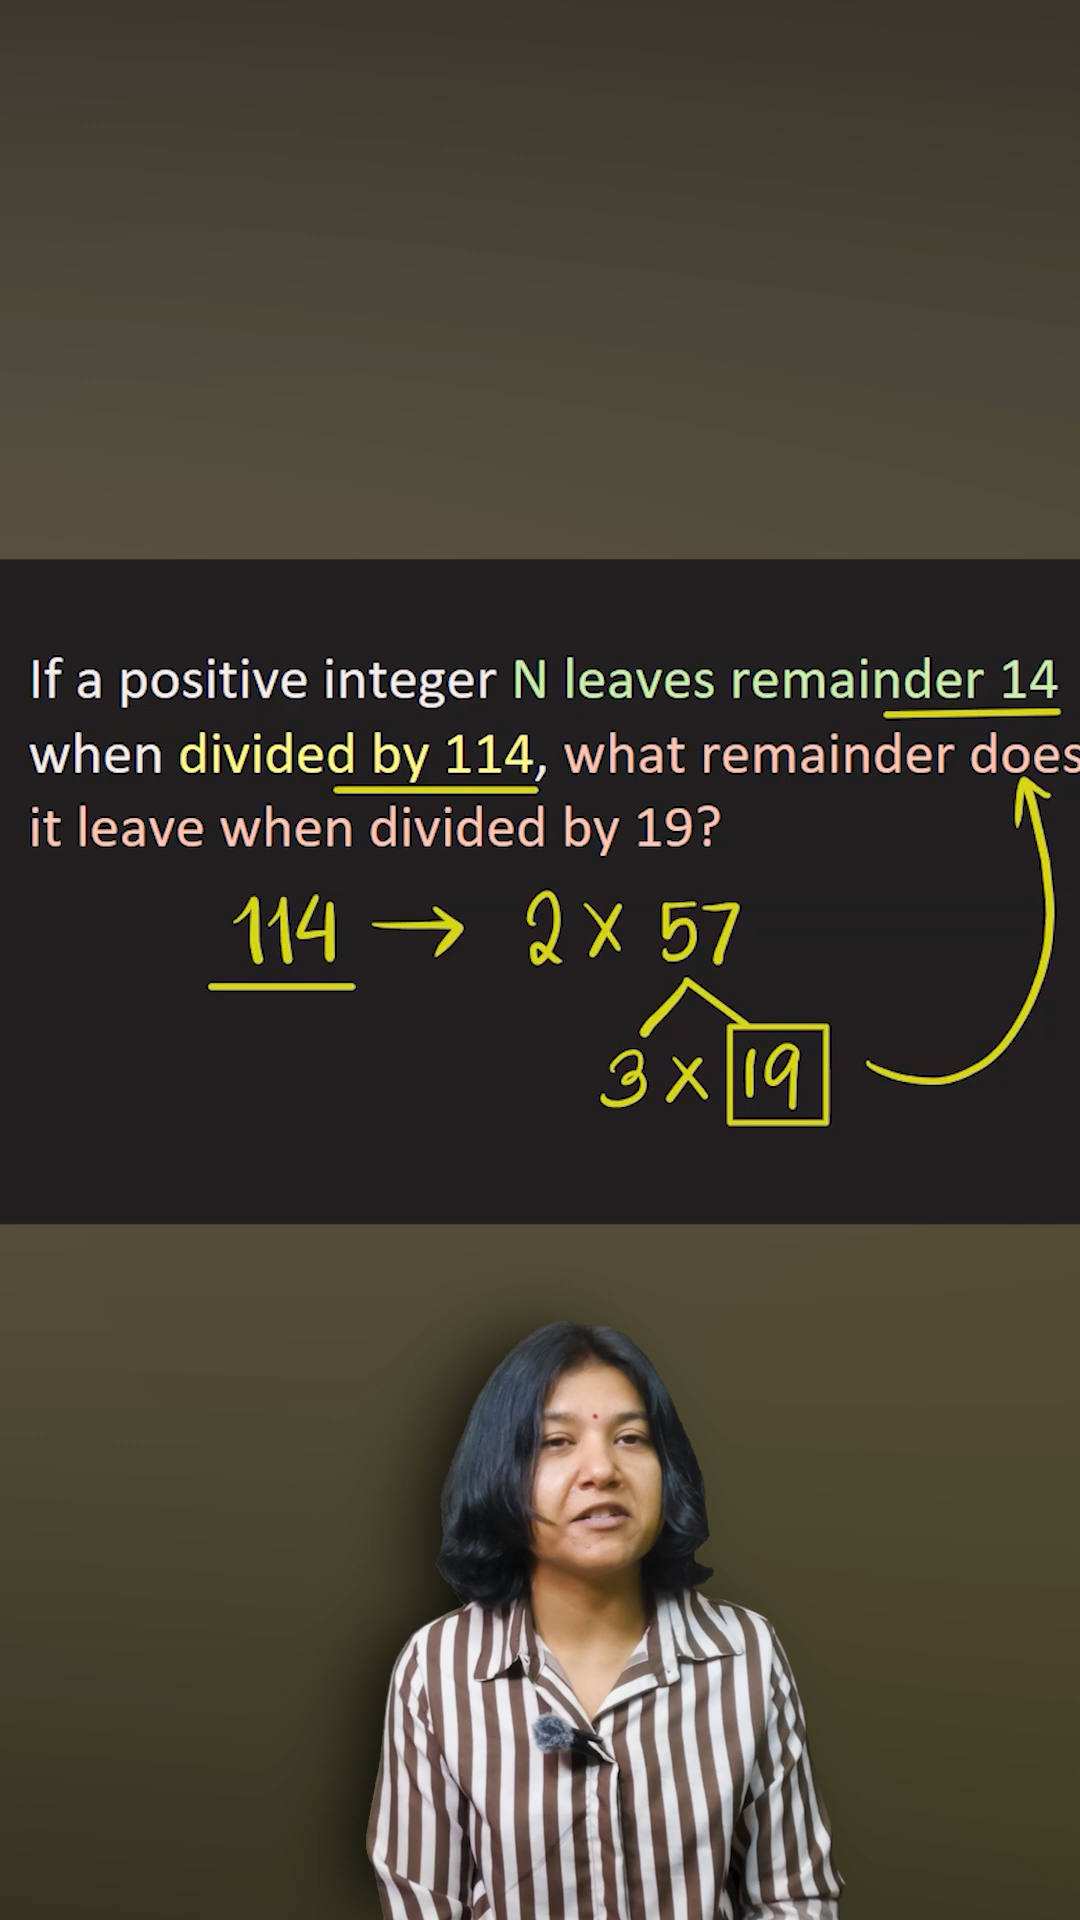 If a positive integer N leaves remainder 14
when divided by 114, what remainder does
it leave when divided by 19?
114 → 2 × 57
3 × 19